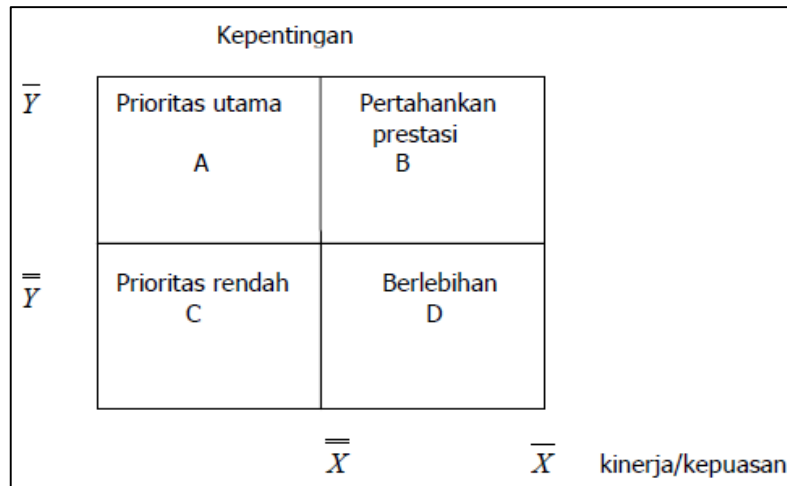 Kepentingan
Y̅
Prioritas utama
A
Pertahankan
prestasi
B
Y̿
Prioritas rendah
C
Berlebihan
D
X̿
X̅
kinerja/kepuasan